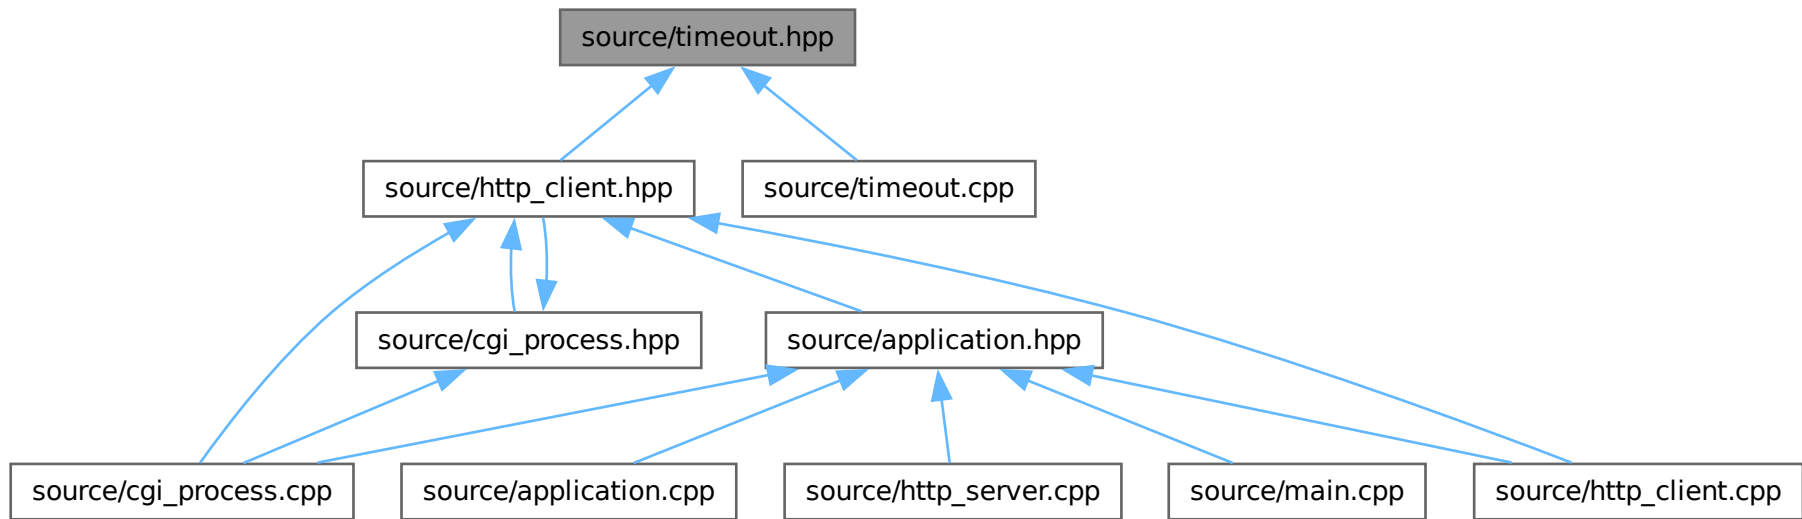 source/timeout.hpp
source/http_client.hpp
source/timeout.cpp
source/cgi_process.hpp
source/application.hpp
source/cgi_process.cpp
source/application.cpp
source/http_server.cpp
source/main.cpp
source/http_client.cpp